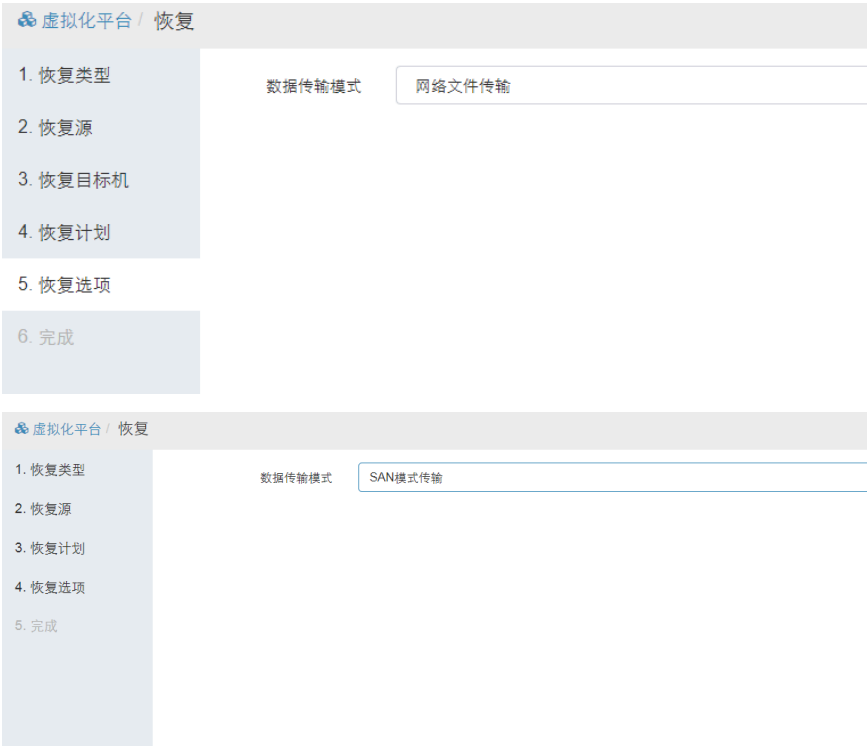 虚拟化平台 / 恢复
1. 恢复类型
数据传输模式 网络文件传输
2. 恢复源
3. 恢复目标机
4. 恢复计划
5. 恢复选项
6. 完成
虚拟化平台 / 恢复
1. 恢复类型
数据传输模式 SAN模式传输
2. 恢复源
3. 恢复计划
4. 恢复选项
5. 完成